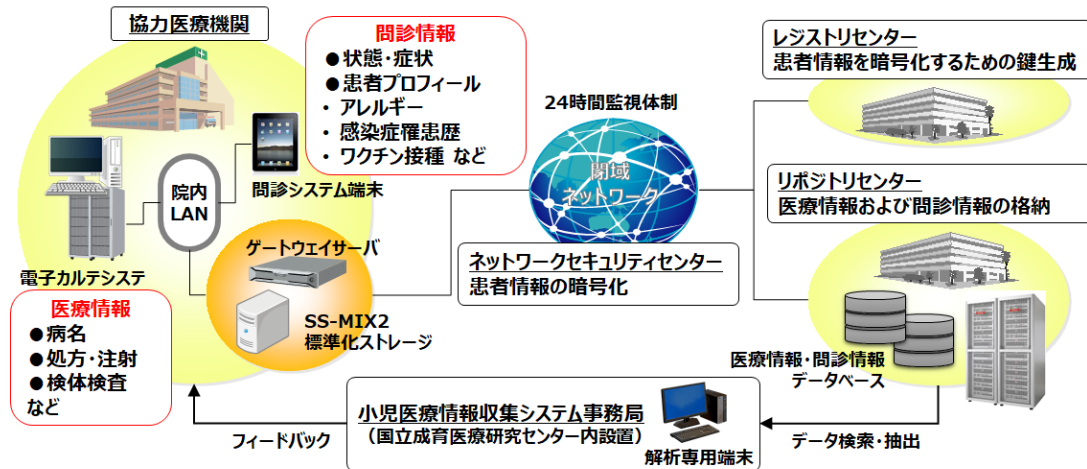 協力医療機関
問診情報
●状態・症状
●患者プロフィール
・ アレルギー
・ 感染症罹患歴
・ ワクチン接種 など
院内
LAN
問診システム端末
電子カルテシステ
医療情報
●病名
●処方・注射
●検体検査
など
ゲートウェイサーバ
SS-MIX2
標準化ストレージ
24時間監視体制
閉域
ネットワーク
ネットワークセキュリティセンター
患者情報の暗号化
レジストリセンター
患者情報を暗号化するための鍵生成
リポジトリセンター
医療情報および問診情報の格納
医療情報・問診情報
データベース
フィードバック
小児医療情報収集システム事務局
（国立成育医療研究センター内設置）
解析専用端末
データ検索・抽出